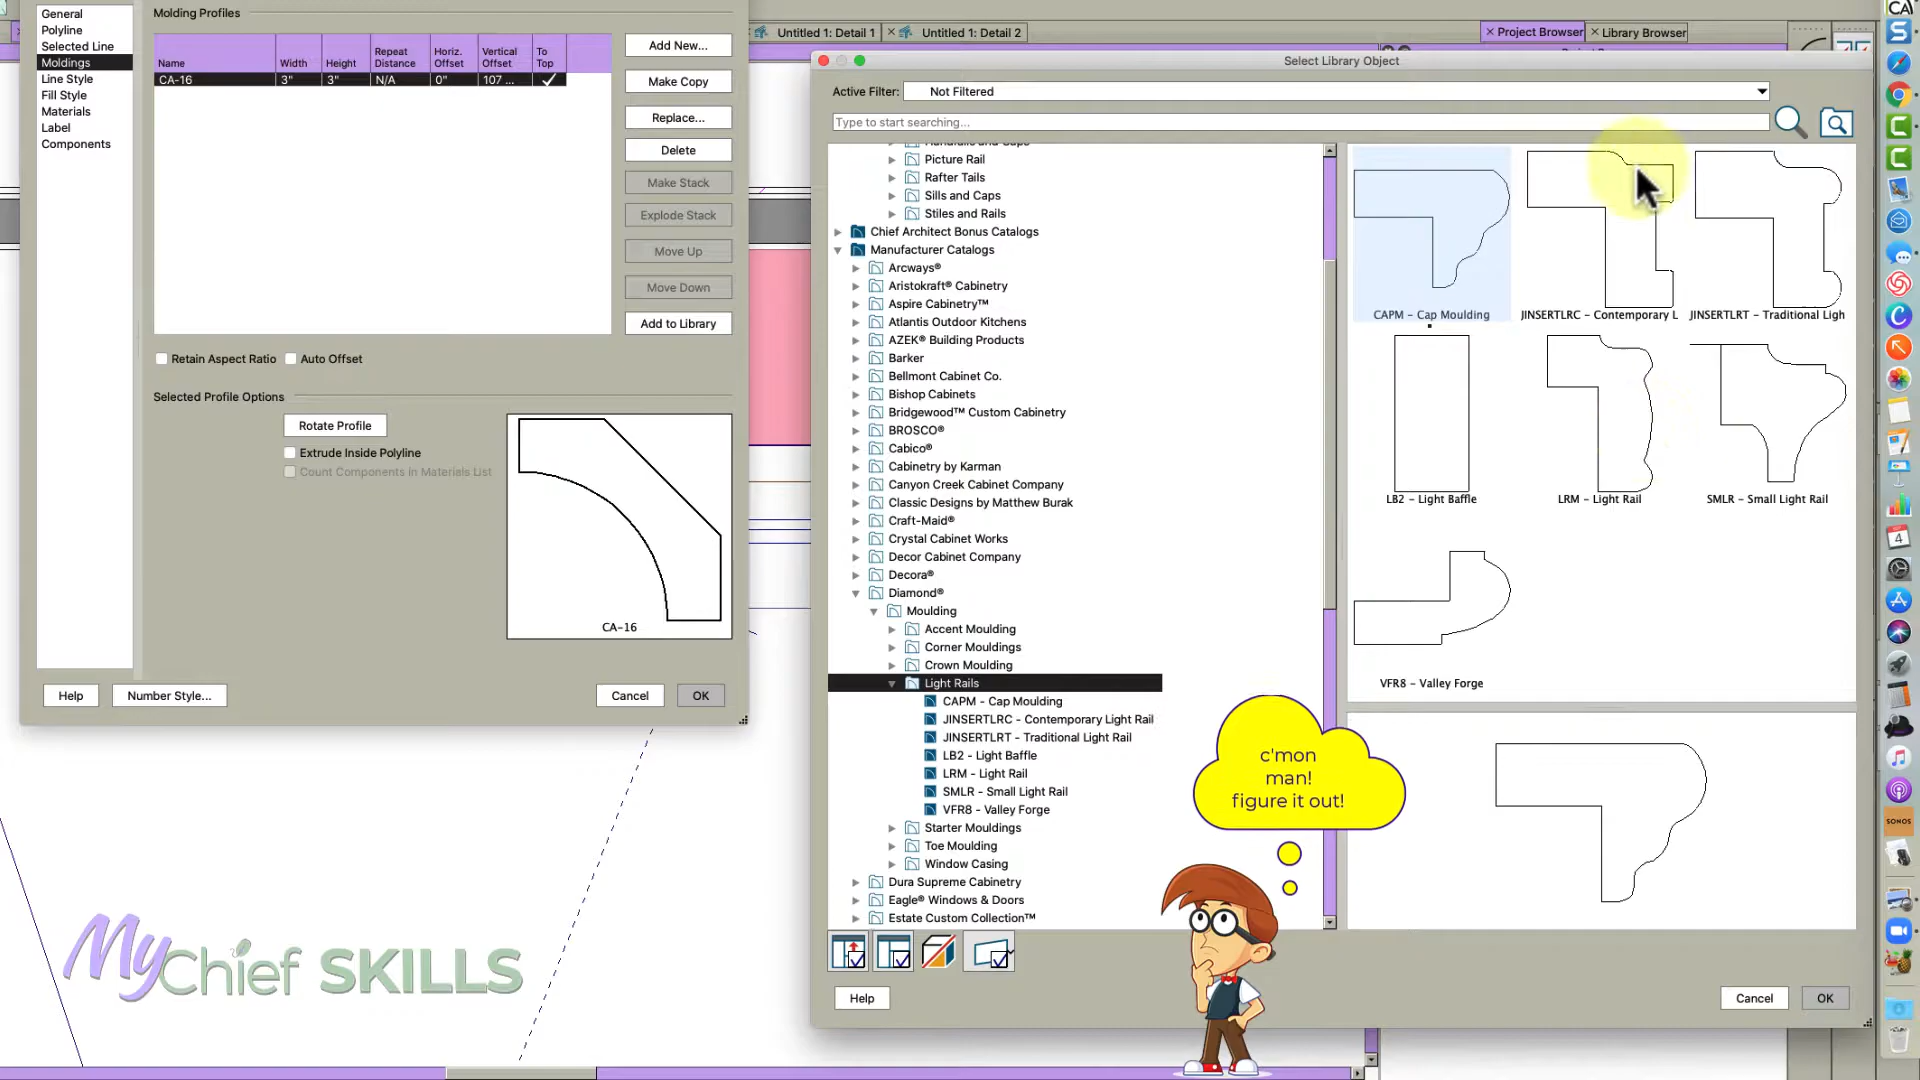 General
Polyline
Selected Line
Moldings
Line Style
Fill Style
Materials
Label
Components
Molding Profiles
Name Width Height Repeat Distance Horiz. Offset Vertical Offset To Top
CA-16 3" 3" N/A 0" 107 ...
Add New...
Make Copy
Replace...
Delete
Make Stack
Explode Stack
Move Up
Move Down
Add to Library
Retain Aspect Ratio Auto Offset
Selected Profile Options
Rotate Profile
Extrude Inside Polyline
Count Components In Materials List
CA-16
Help Number Style... Cancel OK
Untitled 1: Detail 1 Untitled 1: Detail 2
Project Browser Library Browser
Select Library Object
Active Filter: Not Filtered
Type to start searching...
Picture Rail
Rafter Tails
Sills and Caps
Stiles and Rails
Chief Architect Bonus Catalogs
Manufacturer Catalogs
Arcways®
Aristokraft® Cabinetry
Aspire Cabinetry™
Atlantis Outdoor Kitchens
AZEK® Building Products
Barker
Bellmont Cabinet Co.
Bishop Cabinets
Bridgewood™ Custom Cabinetry
BROSCO®
Cabico®
Cabinetry by Karman
Canyon Creek Cabinet Company
Classic Designs by Matthew Burak
Craft-Maid®
Crystal Cabinet Works
Decor Cabinet Company
Decora®
Diamond®
Moulding
Accent Moulding
Corner Mouldings
Crown Moulding
Light Rails
CAPM - Cap Moulding
JINSERTLRC - Contemporary Light Rail
JINSERTLRT - Traditional Light Rail
LB2 - Light Baffle
LRM - Light Rail
SMLR - Small Light Rail
VFR8 - Valley Forge
Starter Mouldings
Toe Moulding
Window Casing
Dura Supreme Cabinetry
Eagle® Windows & Doors
Estate Custom Collection™
CAPM - Cap Moulding JINSERTLRC - Contemporary L JINSERTLRT - Traditional Ligh
LB2 - Light Baffle LRM - Light Rail SMLR - Small Light Rail
VFR8 - Valley Forge
c'mon
man!
figure it out!
Help Cancel OK
My Chief SKILLS
SONOS